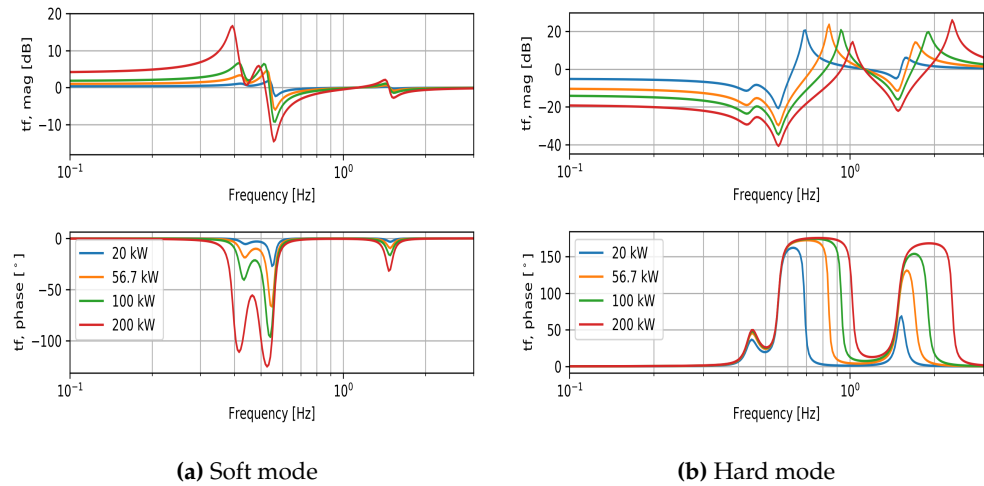 tf, mag [dB]
20
10
0
−10
10⁻¹
10⁰
Frequency [Hz]
tf, phase [°]
0
−50
−100
20 kW
56.7 kW
100 kW
200 kW
10⁻¹
10⁰
Frequency [Hz]
(a) Soft mode
tf, mag [dB]
20
0
−20
−40
10⁻¹
10⁰
Frequency [Hz]
tf, phase [°]
150
100
50
0
20 kW
56.7 kW
100 kW
200 kW
10⁻¹
10⁰
Frequency [Hz]
(b) Hard mode